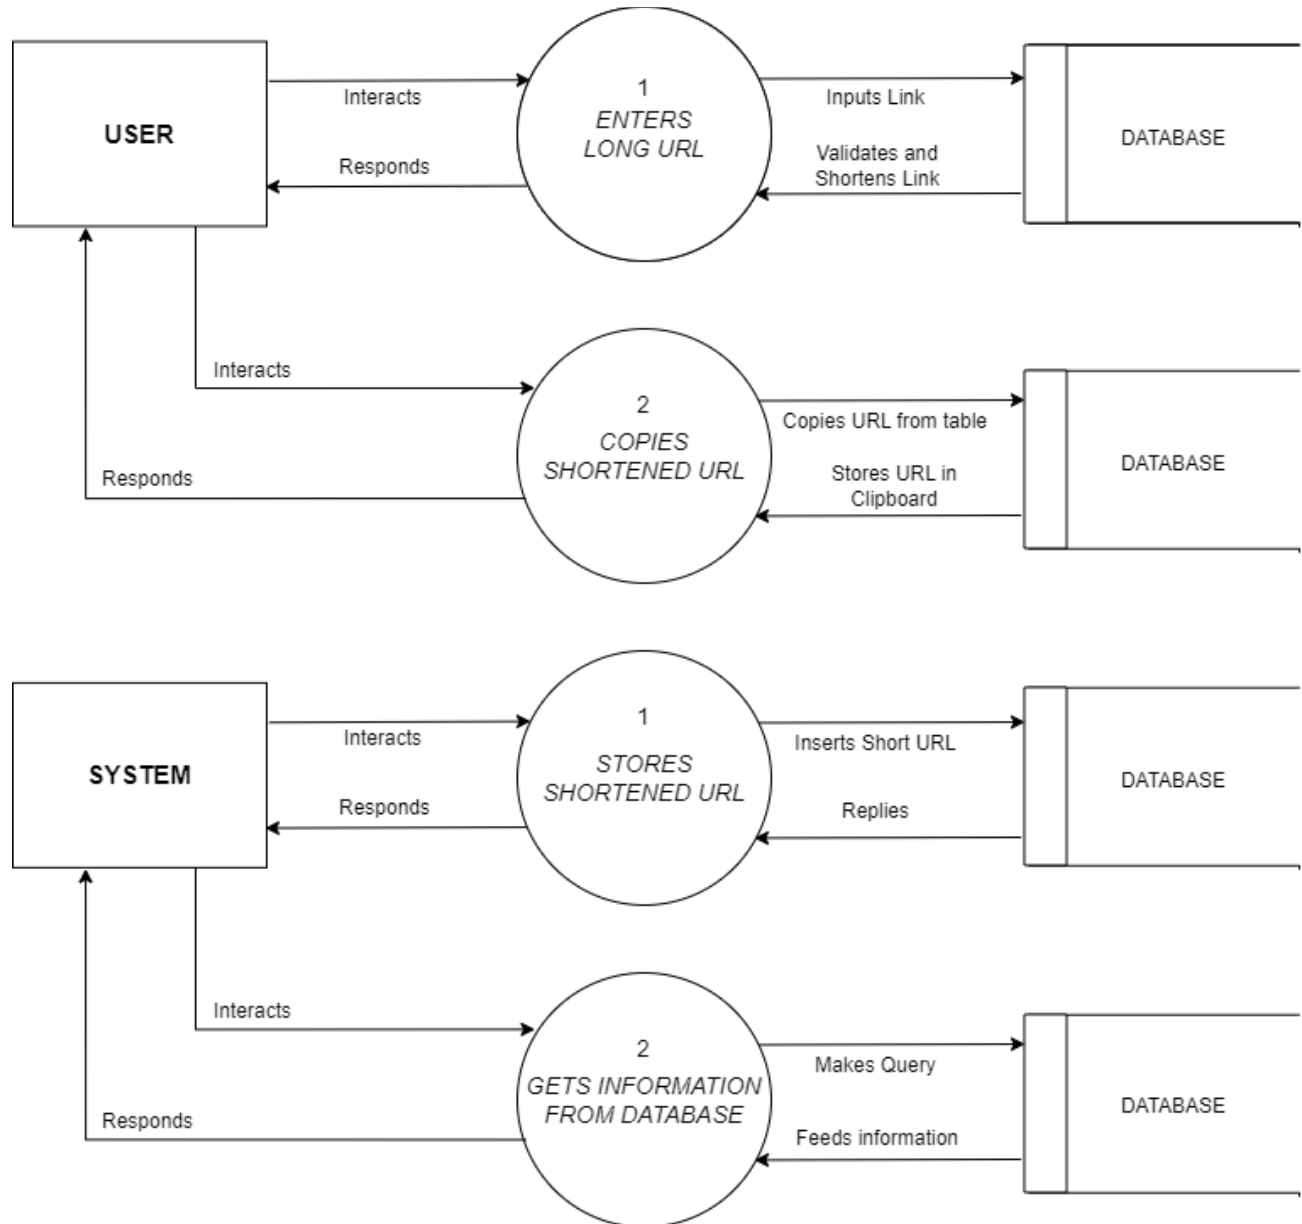 1
Interacts
Inputs Link
USER
ENTERS
LONG URL
DATABASE
Responds
Validates and
Shortens Link
Interacts
2
Copies URL from table
COPIES
SHORTENED URL
DATABASE
Responds
Stores URL in
Clipboard
1
Interacts
Inserts Short URL
SYSTEM
STORES
SHORTENED URL
DATABASE
Responds
Replies
Interacts
2
Makes Query
GETS INFORMATION
FROM DATABASE
DATABASE
Responds
Feeds information